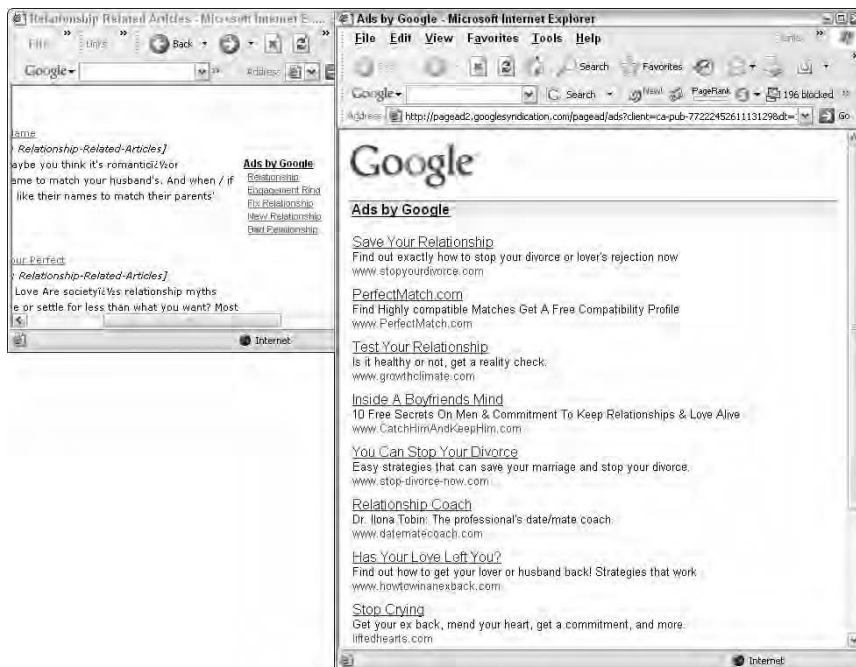 Relationship Related Articles - Microsoft Internet E....
File
Links
Back
Google
Address
ame
Relationship-Related-Articles]
aybe you think it's romanticï¿½or
ame to match your husband's. And when / if
like their names to match their parents'
Ads by Google
Relationship
Engagement Ring
Fix Relationship
New Relationship
Bad Relationship
our Perfect
Relationship-Related-Articles]
Love Are societyï¿½s relationship myths
e or settle for less than what you want? Most
Internet
Ads by Google - Microsoft Internet Explorer
File Edit View Favorites Tools Help
Links
Search Favorites
Google Search New! PageRank 196 blocked
Address http://pagead2.googlesyndication.com/pagead/ads?client=ca-pub-7722245261113129&dt= Go
Google
Ads by Google
Save Your Relationship
Find out exactly how to stop your divorce or lover's rejection now
www.stopyourdivorce.com
PerfectMatch.com
Find Highly compatible Matches Get A Free Compatibility Profile
www.PerfectMatch.com
Test Your Relationship
Is it healthy or not, get a reality check.
www.growthclimate.com
Inside A Boyfriends Mind
10 Free Secrets On Men & Commitment To Keep Relationships & Love Alive
www.CatchHimAndKeepHim.com
You Can Stop Your Divorce
Easy strategies that can save your marriage and stop your divorce.
www.stop-divorce-now.com
Relationship Coach
Dr. Ilona Tobin: The professional's date/mate coach.
www.datematecoach.com
Has Your Love Left You?
Find out how to get your lover or husband back! Strategies that work
www.howtowinanexback.com
Stop Crying
Get your ex back, mend your heart, get a commitment, and more.
liftedhearts.com
Internet